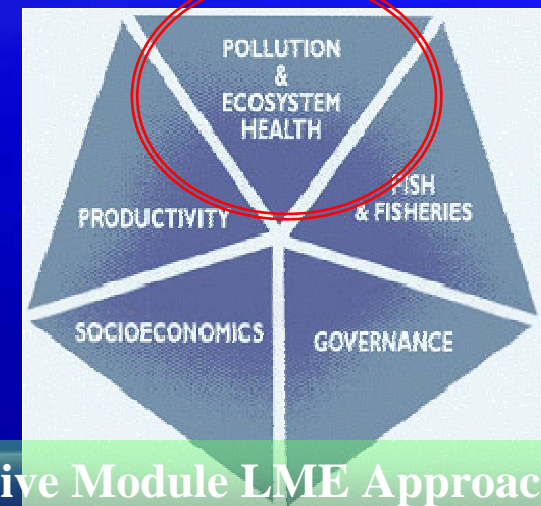 POLLUTION
&
ECOSYSTEM
HEALTH
PRODUCTIVITY
FISH
& FISHERIES
SOCIOECONOMICS
GOVERNANCE
ive Module LME Approac